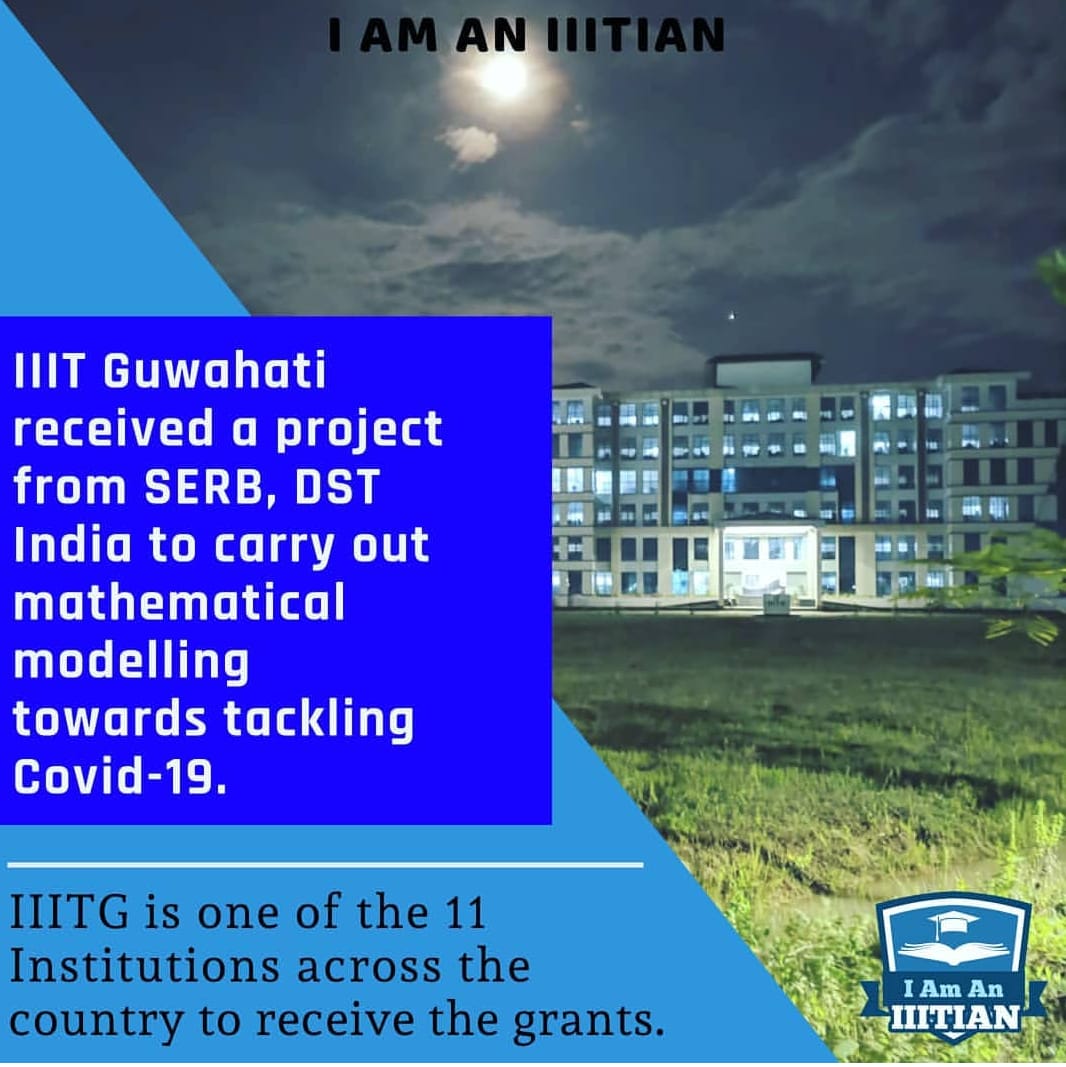 I AM AN IIITIAN
IIIT Guwahati
received a project
from SERB, DST
India to carry out
mathematical
modelling
towards tackling
Covid-19.
IIITG is one of the 11
Institutions across the
country to receive the grants.
I Am An
IIITIAN